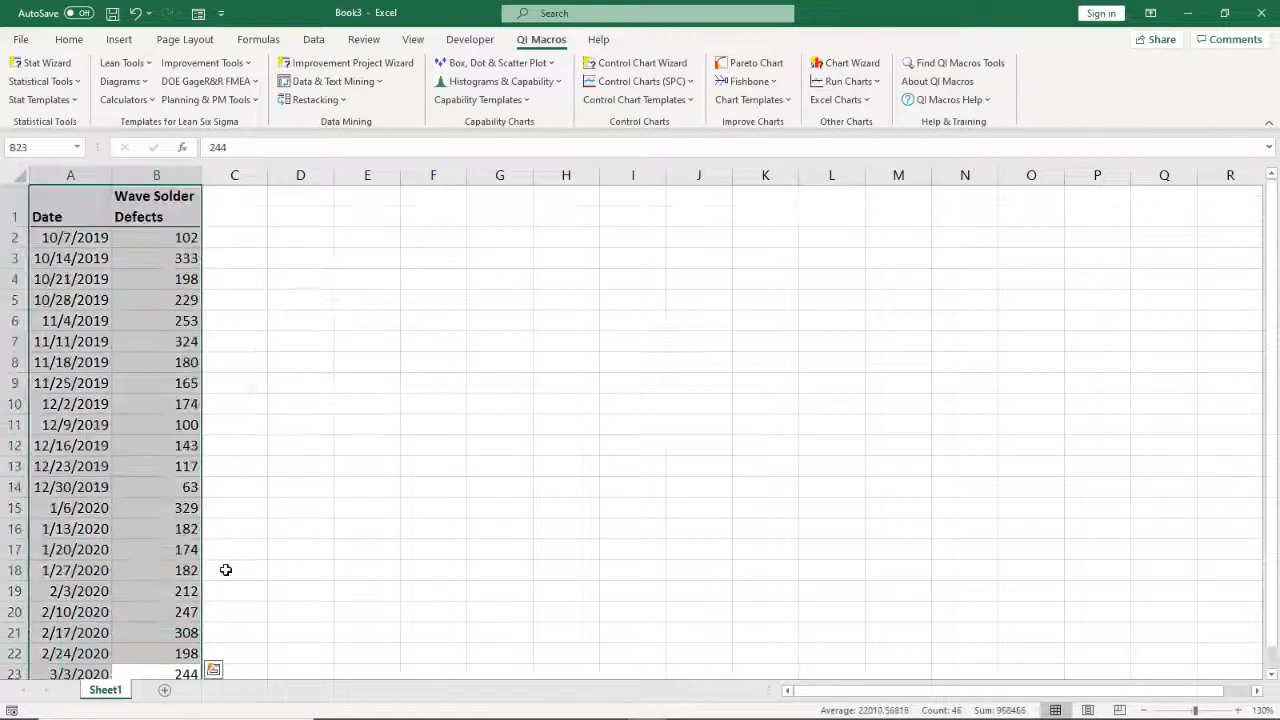 AutoSave Off
Book3 - Excel
Search
Sign in
File Home Insert Page Layout Formulas Data Review View Developer QI Macros Help
Share Comments
Stat Wizard
Statistical Tools
Stat Templates
Statistical Tools
Lean Tools Improvement Tools
Diagrams DOE GageR&R FMEA
Calculators Planning & PM Tools
Templates for Lean Six Sigma
Improvement Project Wizard
Data & Text Mining
Restacking
Data Mining
Box, Dot & Scatter Plot
Histograms & Capability
Capability Templates
Capability Charts
Control Chart Wizard
Control Charts (SPC)
Control Chart Templates
Control Charts
Pareto Chart
Fishbone
Chart Templates
Improve Charts
Chart Wizard
Run Charts
Excel Charts
Other Charts
Find QI Macros Tools
About QI Macros
QI Macros Help
Help & Training
B23 fx 244
A B C D E F G H I J K L M N O P Q R
Wave Solder
1 Date Defects
2 10/7/2019 102
3 10/14/2019 333
4 10/21/2019 198
5 10/28/2019 229
6 11/4/2019 253
7 11/11/2019 324
8 11/18/2019 180
9 11/25/2019 165
10 12/2/2019 174
11 12/9/2019 100
12 12/16/2019 143
13 12/23/2019 117
14 12/30/2019 63
15 1/6/2020 329
16 1/13/2020 182
17 1/20/2020 174
18 1/27/2020 182
19 2/3/2020 212
20 2/10/2020 247
21 2/17/2020 308
22 2/24/2020 198
23 3/3/2020 244
Sheet1
Average: 22010.56818 Count: 46 Sum: 968465 130%